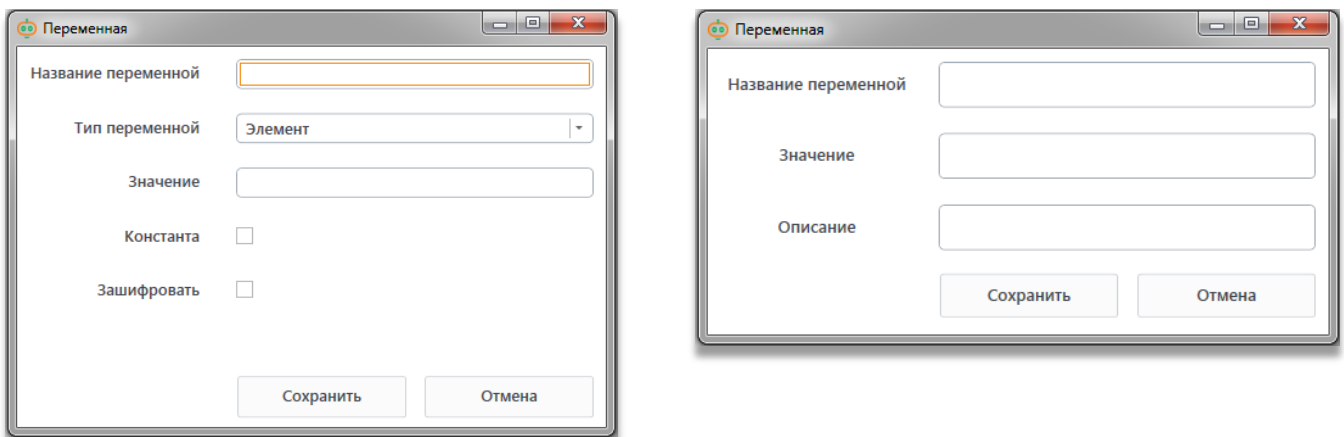 Переменная
Название переменной
Тип переменной Элемент
Значение
Константа
Зашифровать
Сохранить Отмена
Переменная
Название переменной
Значение
Описание
Сохранить Отмена